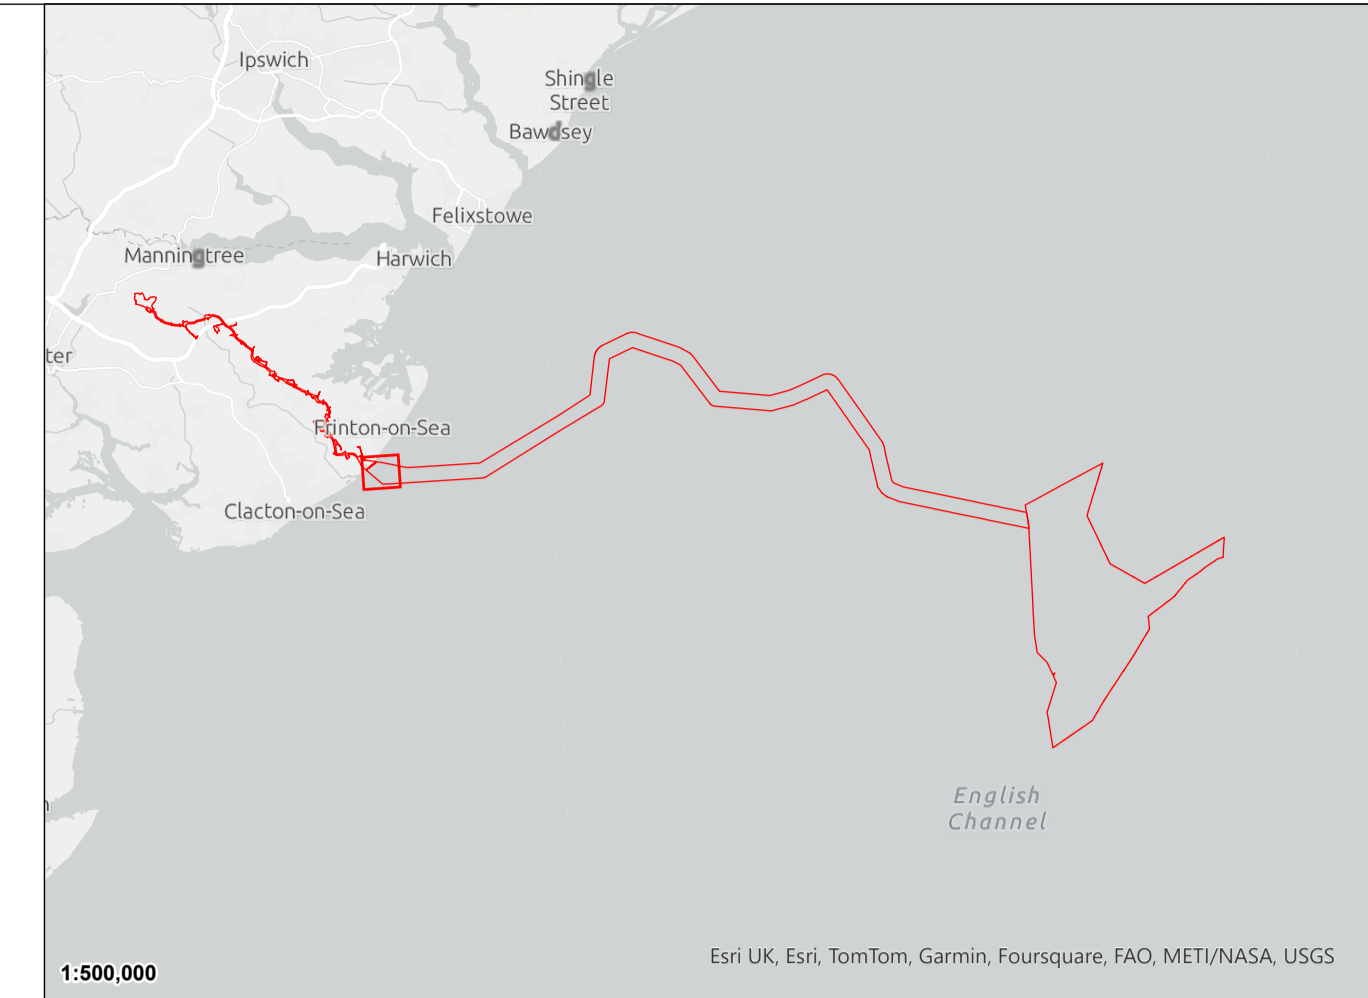 Ipswich
Shingle
Street
Bawdsey
Felixstowe
Manningtree
Harwich
ter
Frinton-on-Sea
Clacton-on-Sea
English
Channel
Esri UK, Esri, TomTom, Garmin, Foursquare, FAO, METI/NASA, USGS
1:500,000